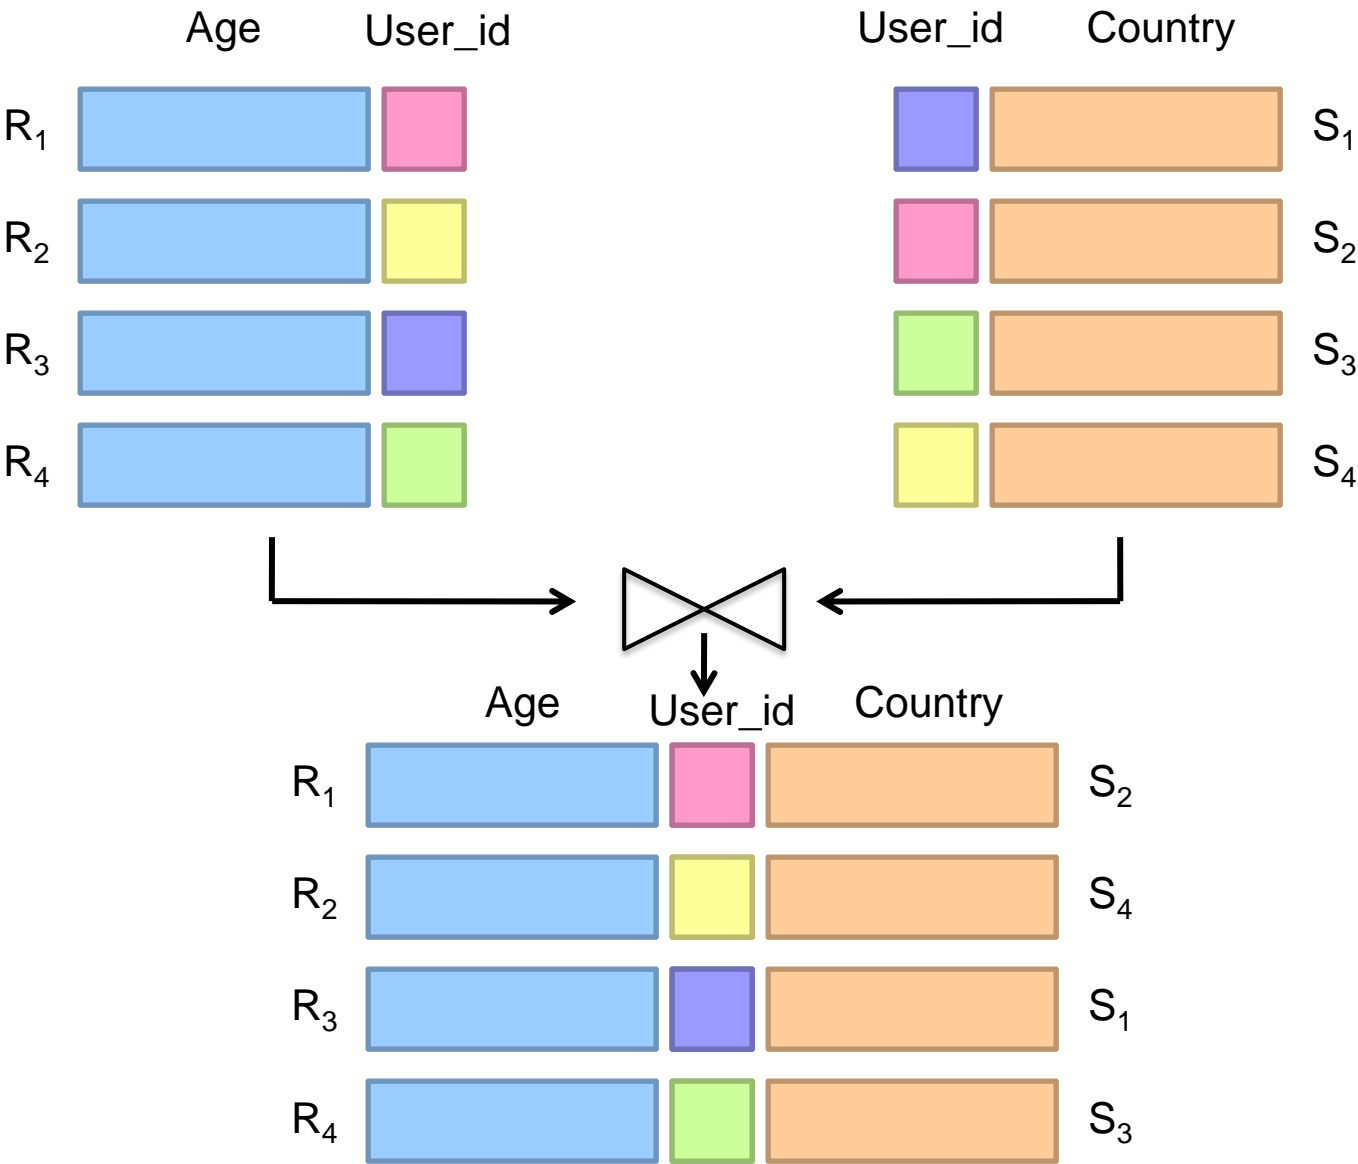 Age User_id User_id Country
R1 S1
R2 S2
R3 S3
R4 S4
Age User_id Country
R1 S2
R2 S4
R3 S1
R4 S3